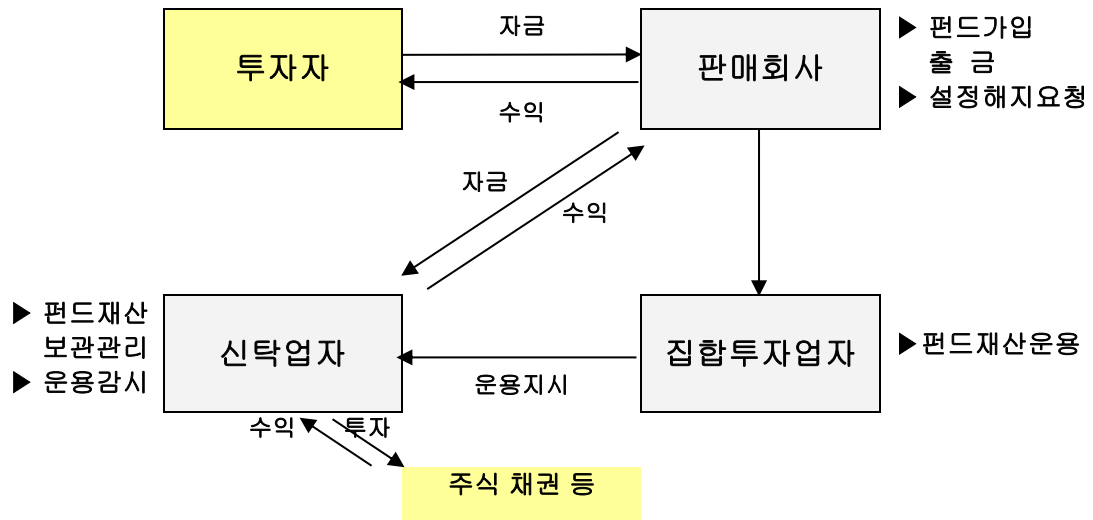 자금
투자자
판매회사
▶ 펀드가입
출 금
▶ 설정해지요청
수익
자금
수익
▶ 펀드재산
보관관리
▶ 운용감시
신탁업자
집합투자업자
▶펀드재산운용
운용지시
수익
투자
주식 채권 등